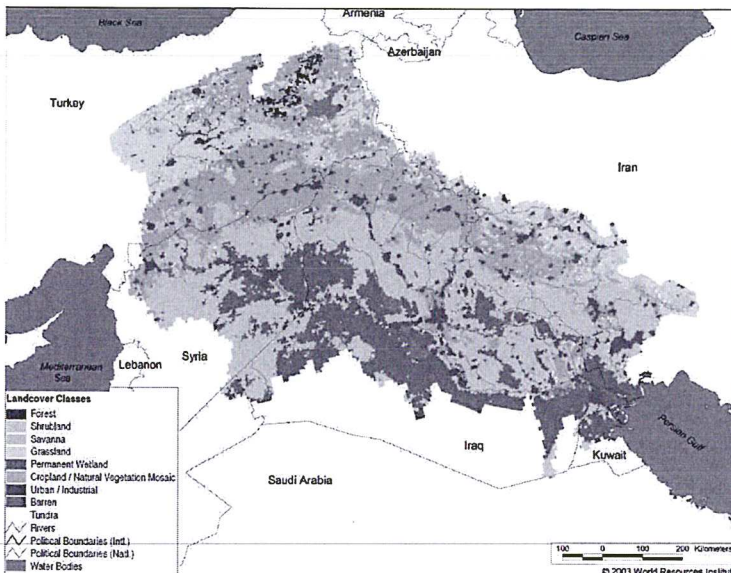 Armenia
Black Sea
Caspian Sea
Azerbaijan
Turkey
Iran
Mediterranean
Sea
Lebanon
Syria
Iraq
Kuwait
Persian Gulf
Saudi Arabia
Landcover Classes
Forest
Shrubland
Savanna
Grassland
Permanent Wetland
Cropland / Natural Vegetation Mosaic
Urban / Industrial
Barren
Tundra
Rivers
Political Boundaries (Intl.)
Political Boundaries (Natl.)
Water Bodies
100 0 100 200 Kilometers
© 2003 World Resources Institute